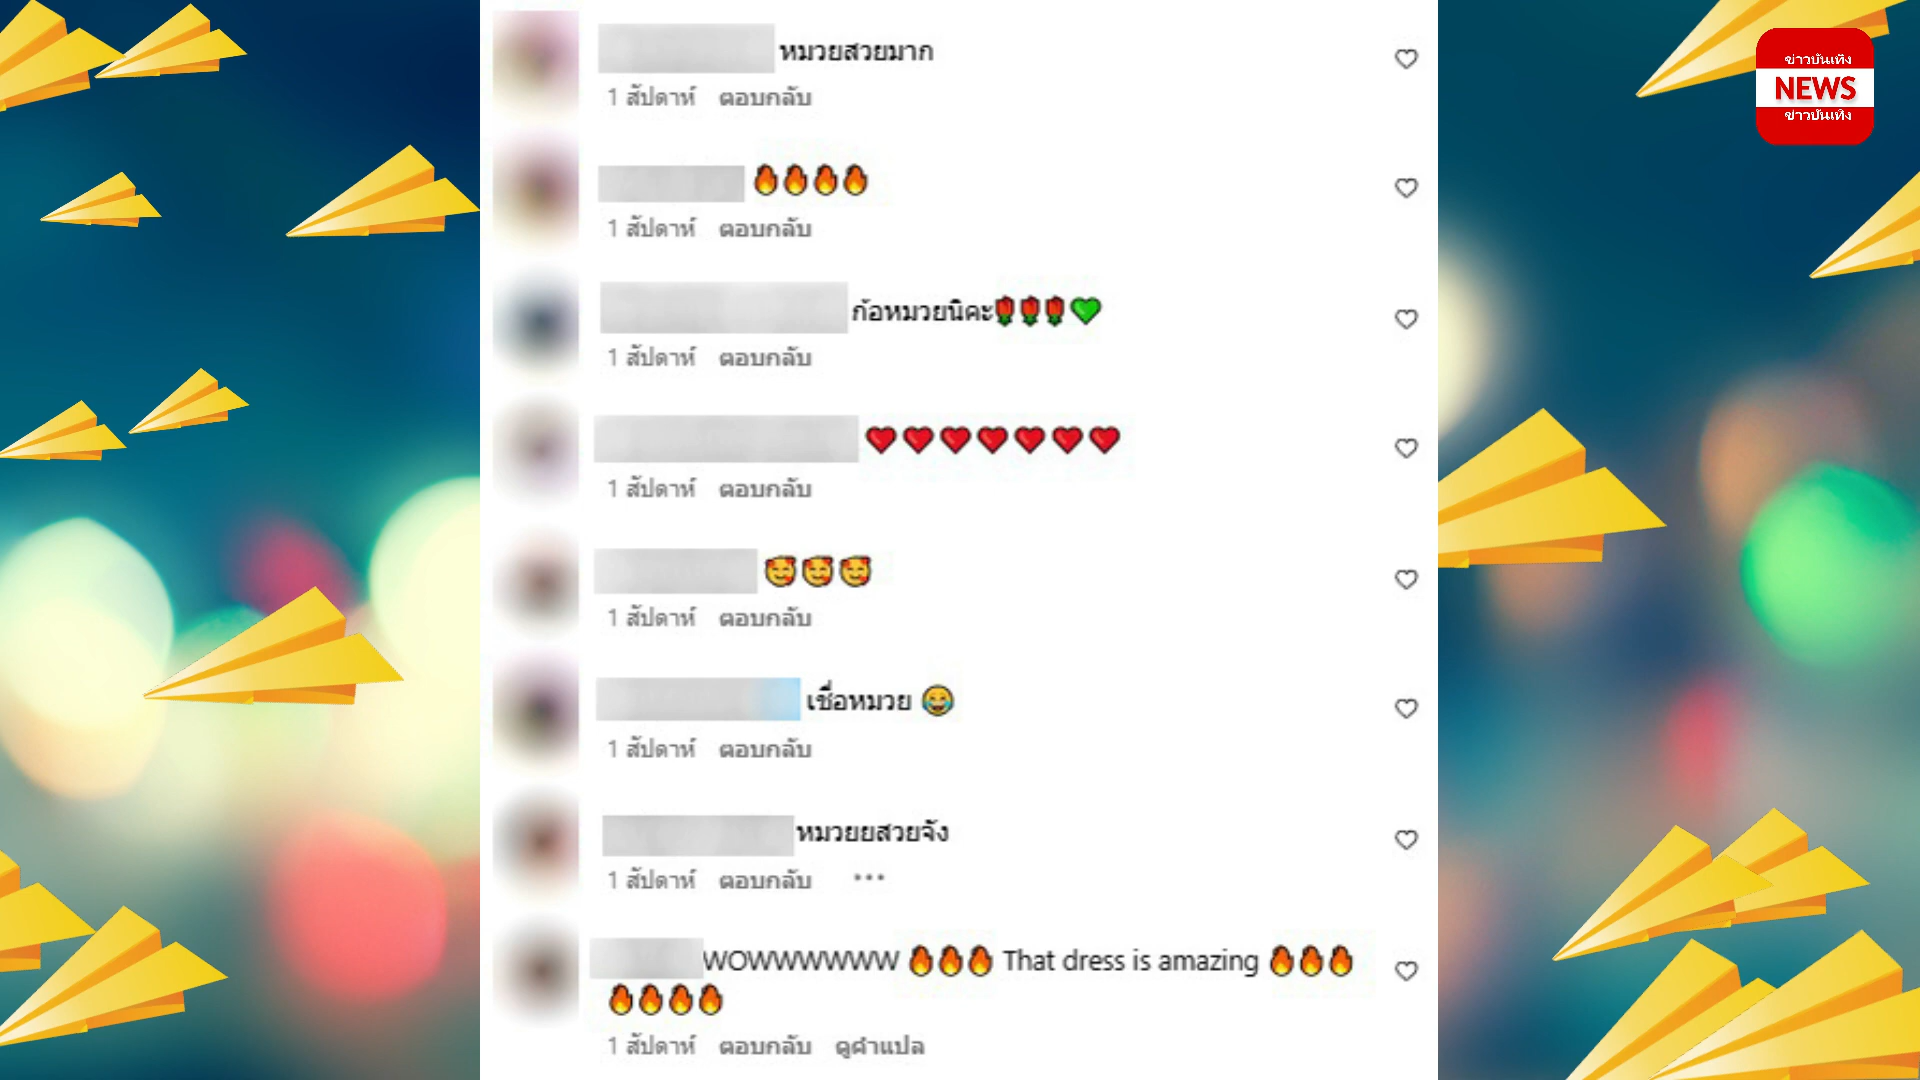 หมวยสวยมาก
1 สัปดาห์ ตอบกลับ
🔥🔥🔥🔥
1 สัปดาห์ ตอบกลับ
ก้อหมวยนิคะ🌹🌹🌹💚
1 สัปดาห์ ตอบกลับ
❤️❤️❤️❤️❤️❤️❤️
1 สัปดาห์ ตอบกลับ
🥰🥰🥰
1 สัปดาห์ ตอบกลับ
เชื่อหมวย 😂
1 สัปดาห์ ตอบกลับ
หมวยยสวยจัง
1 สัปดาห์ ตอบกลับ •••
WOWWWWWW 🔥🔥🔥 That dress is amazing 🔥🔥🔥
🔥🔥🔥🔥
1 สัปดาห์ ตอบกลับ ดูคำแปล
ข่าวบันเทิง
NEWS
ข่าวบันเทิง